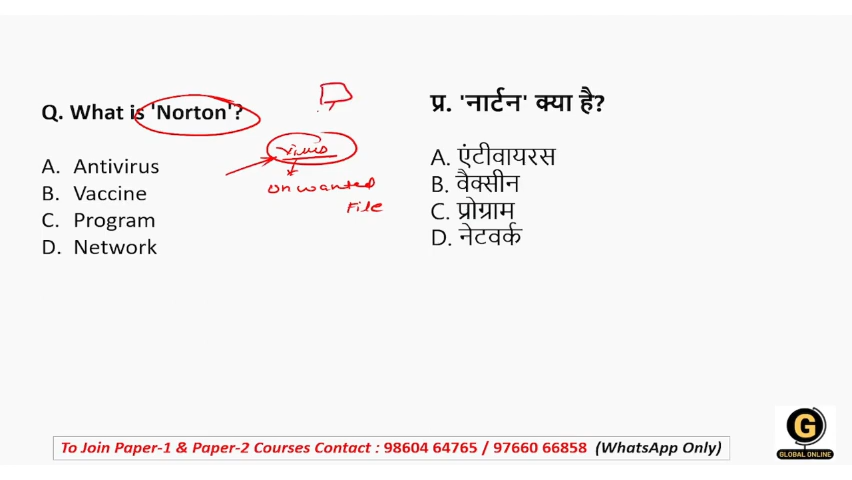 Q. What is 'Norton'?
A. Antivirus
B. Vaccine
C. Program
D. Network
virus
unwanted
File
प्र. 'नार्टन' क्या है?
A. एंटीवायरस
B. वैक्सीन
C. प्रोग्राम
D. नेटवर्क
To Join Paper-1 & Paper-2 Courses Contact : 98604 64765 / 97660 66858 (WhatsApp Only)
G
GLOBAL ONLINE